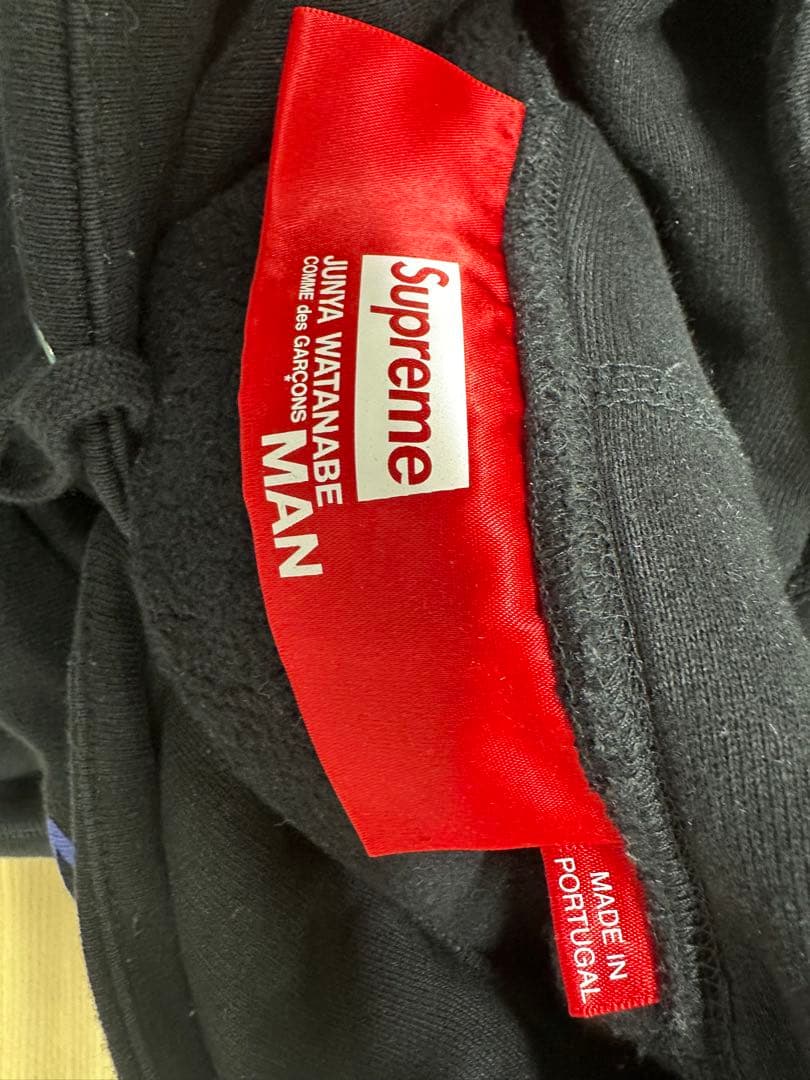 Supreme
JUNYA WATANABE
COMME des GARÇONS MAN
MADE IN
PORTUGAL